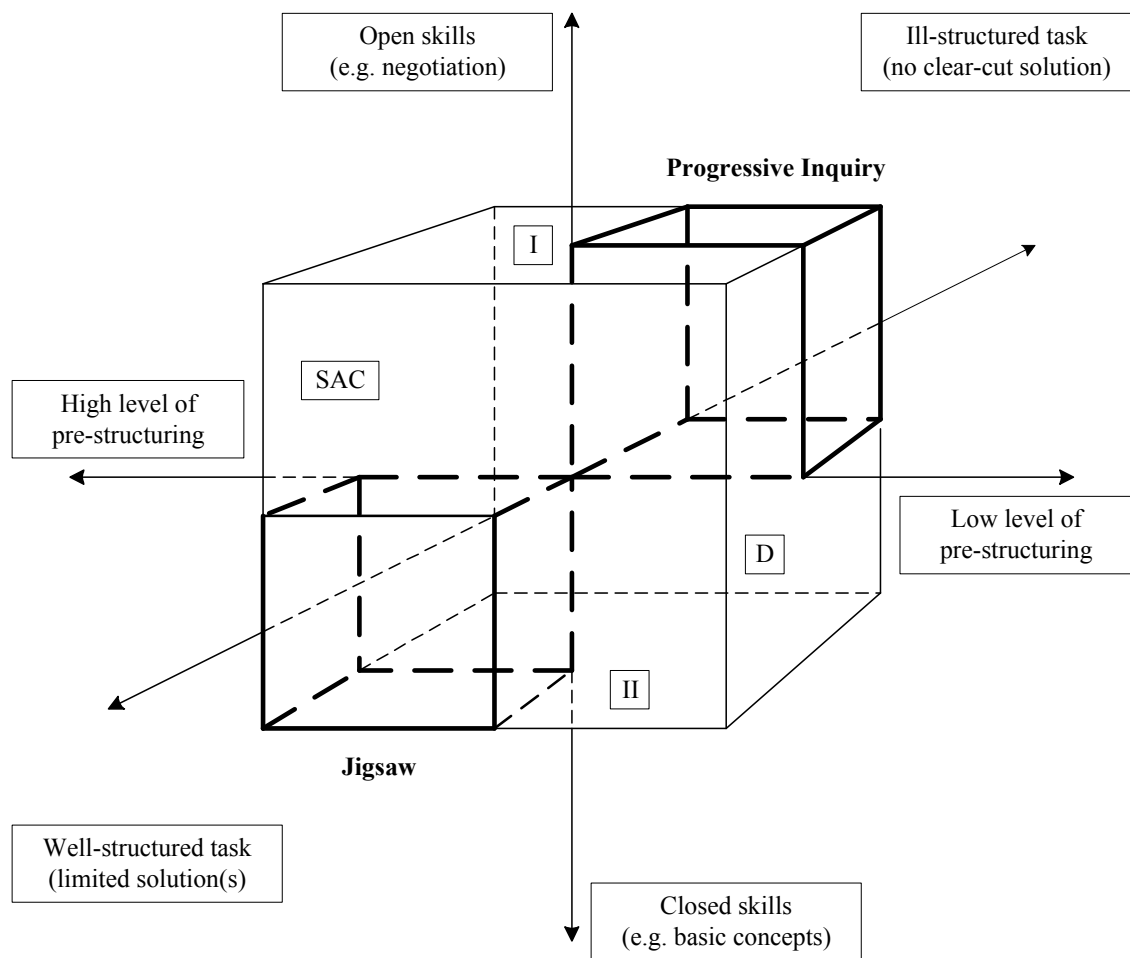 Open skills
(e.g. negotiation)
Ill-structured task
(no clear-cut solution)
Progressive Inquiry
I
SAC
High level of
pre-structuring
Low level of
pre-structuring
D
II
Jigsaw
Well-structured task
(limited solution(s)
Closed skills
(e.g. basic concepts)